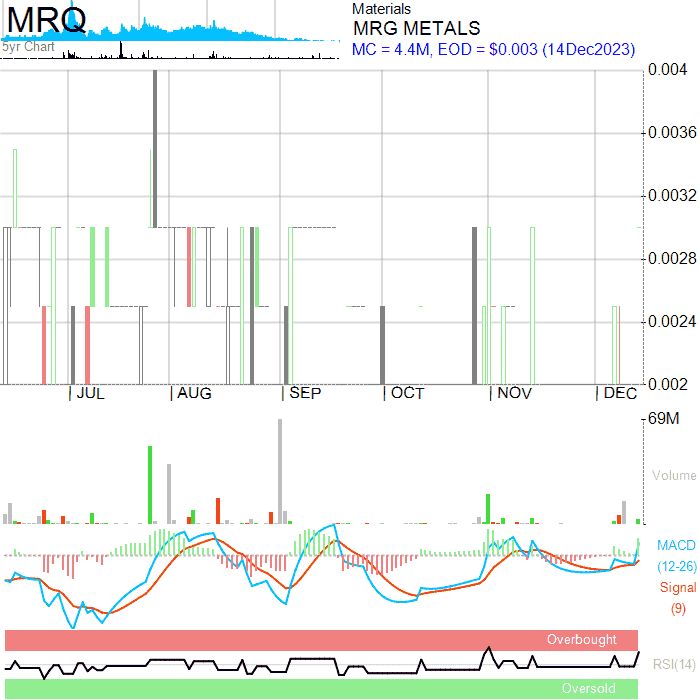 MRQ
5yr Chart
Materials
MRG METALS
MC = 4.4M, EOD = $0.003 (14Dec2023)
0.004
0.0036
0.0032
0.0028
0.0024
0.002
JUL AUG SEP OCT NOV DEC
69M
Volume
MACD
(12-26)
Signal
(9)
Overbought
RSI(14)
Oversold